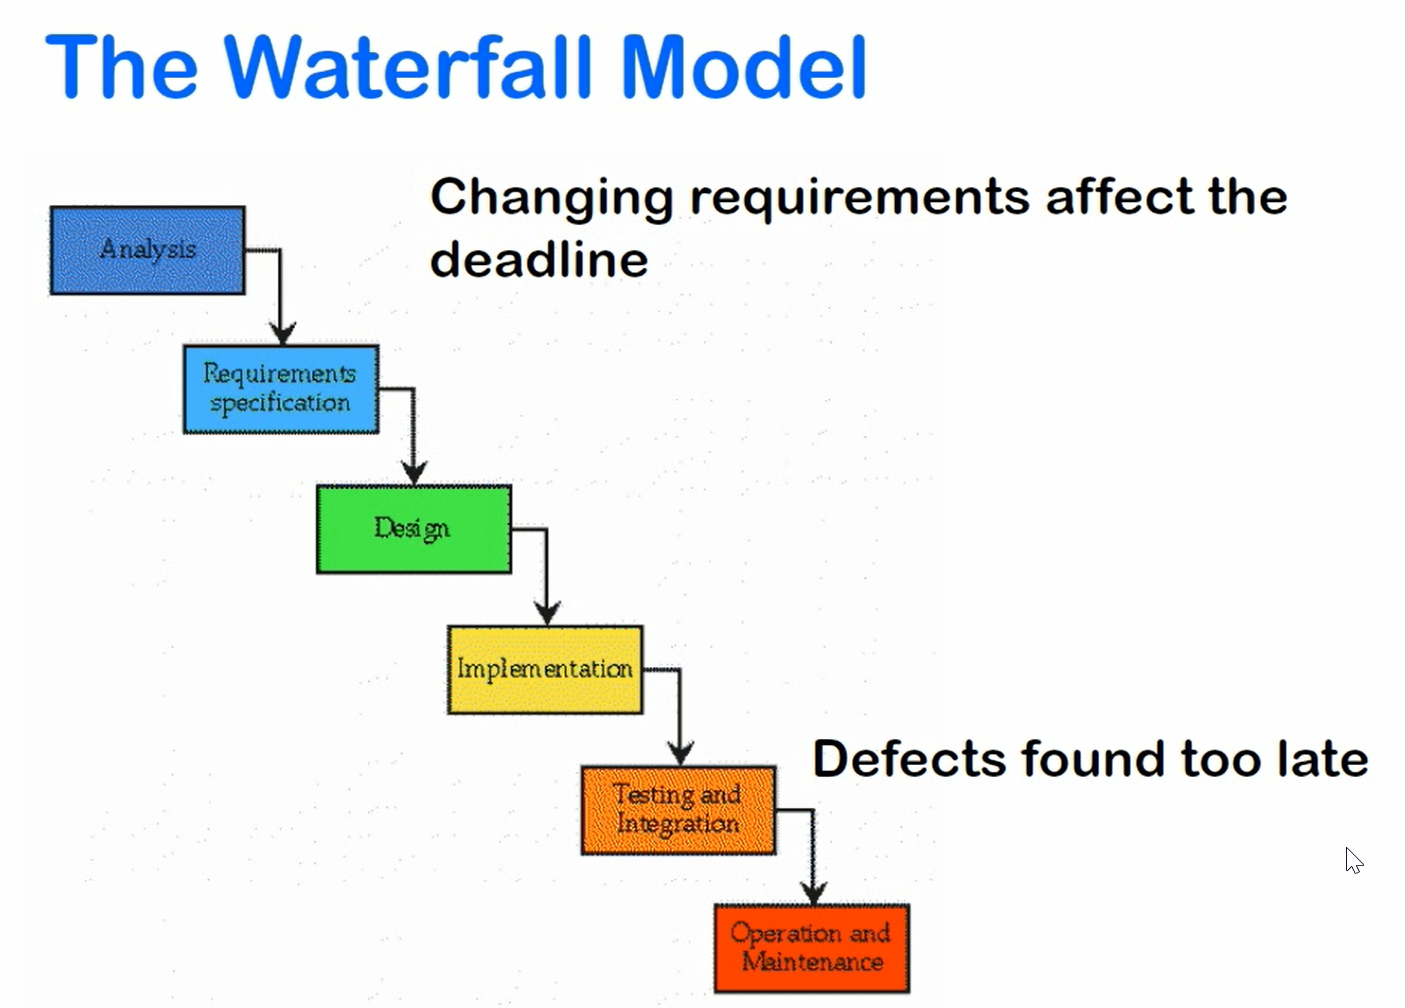 The Waterfall Model
Changing requirements affect the
deadline
Analysis
Requirements
specification
Design
Implementation
Defects found too late
Testing and
Integration
Operation and
Maintenance